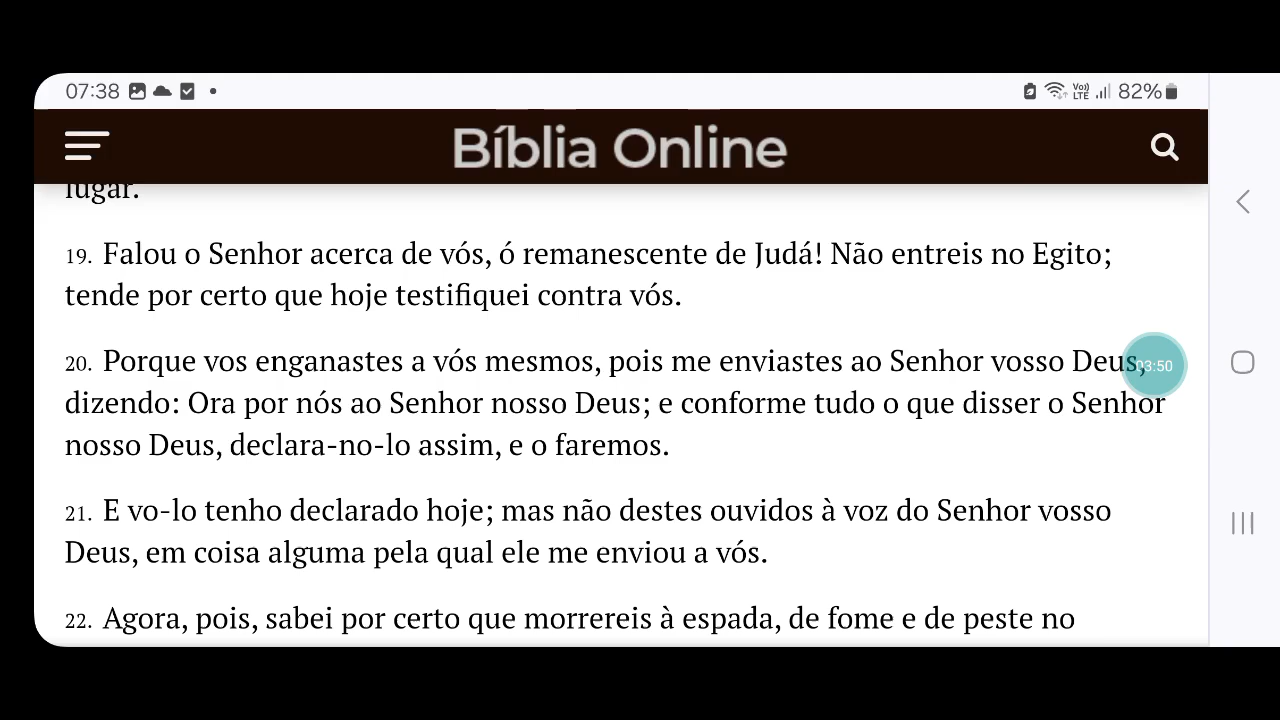 07:38
Vo)) LTE
82%
Bíblia Online
lugar.
19. Falou o Senhor acerca de vós, ó remanescente de Judá! Não entreis no Egito;
tende por certo que hoje testifiquei contra vós.
20. Porque vos enganastes a vós mesmos, pois me enviastes ao Senhor vosso Deus,
03:50
dizendo: Ora por nós ao Senhor nosso Deus; e conforme tudo o que disser o Senhor
nosso Deus, declara-no-lo assim, e o faremos.
21. E vo-lo tenho declarado hoje; mas não destes ouvidos à voz do Senhor vosso
Deus, em coisa alguma pela qual ele me enviou a vós.
22. Agora, pois, sabei por certo que morrereis à espada, de fome e de peste no